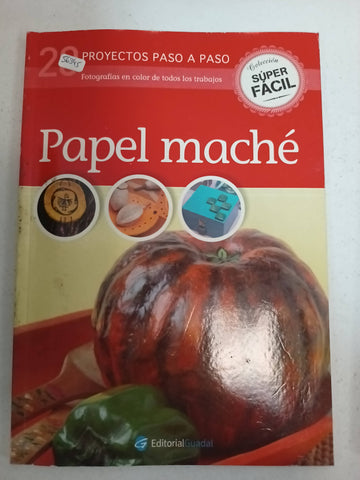 20 PROYECTOS PASO A PASO
Fotografías en color de todos los trabajos
Colección
SÚPER
FÁCIL
Papel maché
EditorialGuadal